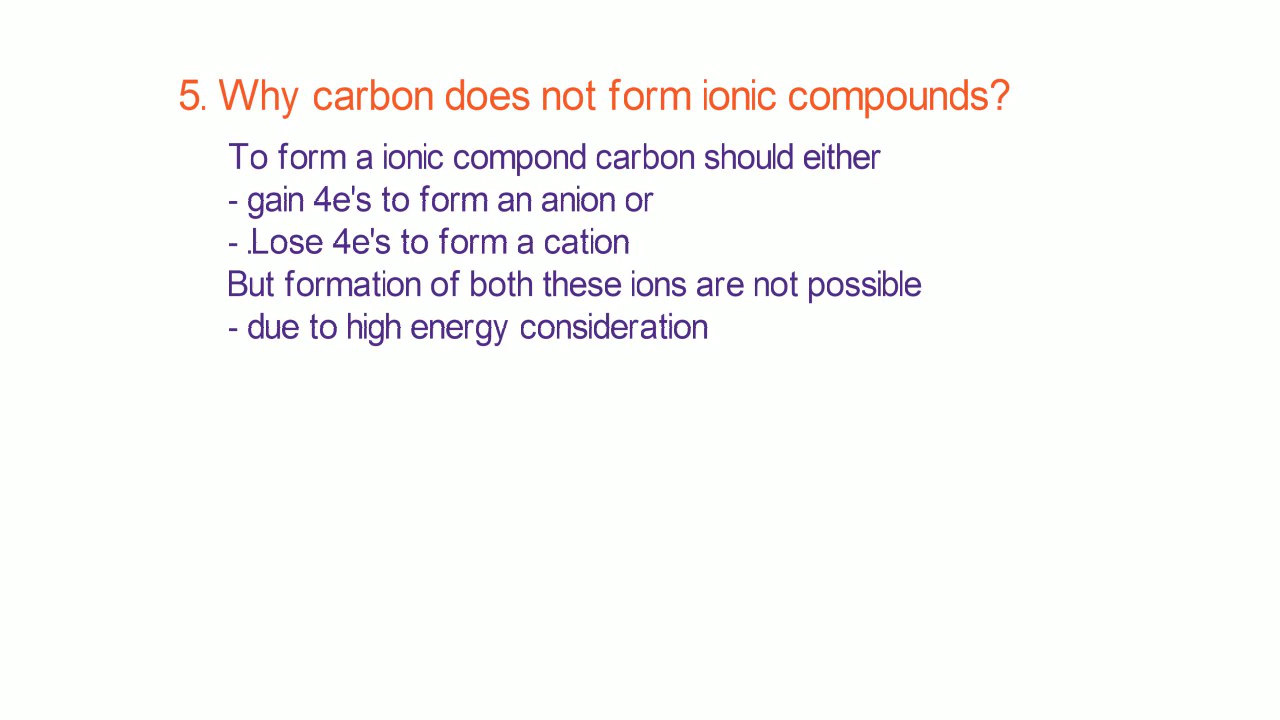 5. Why carbon does not form ionic compounds?
To form a ionic compond carbon should either
- gain 4e's to form an anion or
- .Lose 4e's to form a cation
But formation of both these ions are not possible
- due to high energy consideration